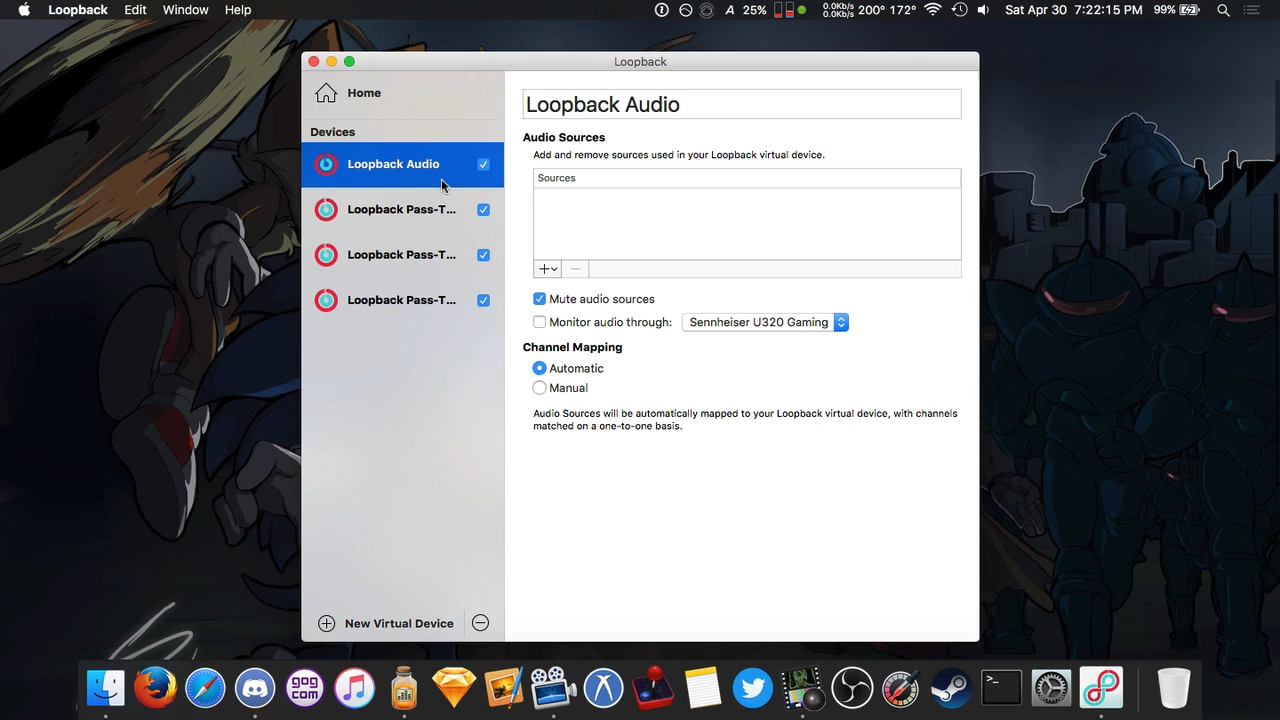 Loopback Edit Window Help
A 25% 0.0Kb/s 0.0Kb/s 200° 172° Sat Apr 30 7:22:15 PM 99%
Loopback
Home
Devices
Loopback Audio
Loopback Pass-T...
Loopback Pass-T...
Loopback Pass-T...
New Virtual Device
Loopback Audio
Audio Sources
Add and remove sources used in your Loopback virtual device.
Sources
Mute audio sources
Monitor audio through: Sennheiser U320 Gaming
Channel Mapping
Automatic
Manual
Audio Sources will be automatically mapped to your Loopback virtual device, with channels
matched on a one-to-one basis.
GOG
COM